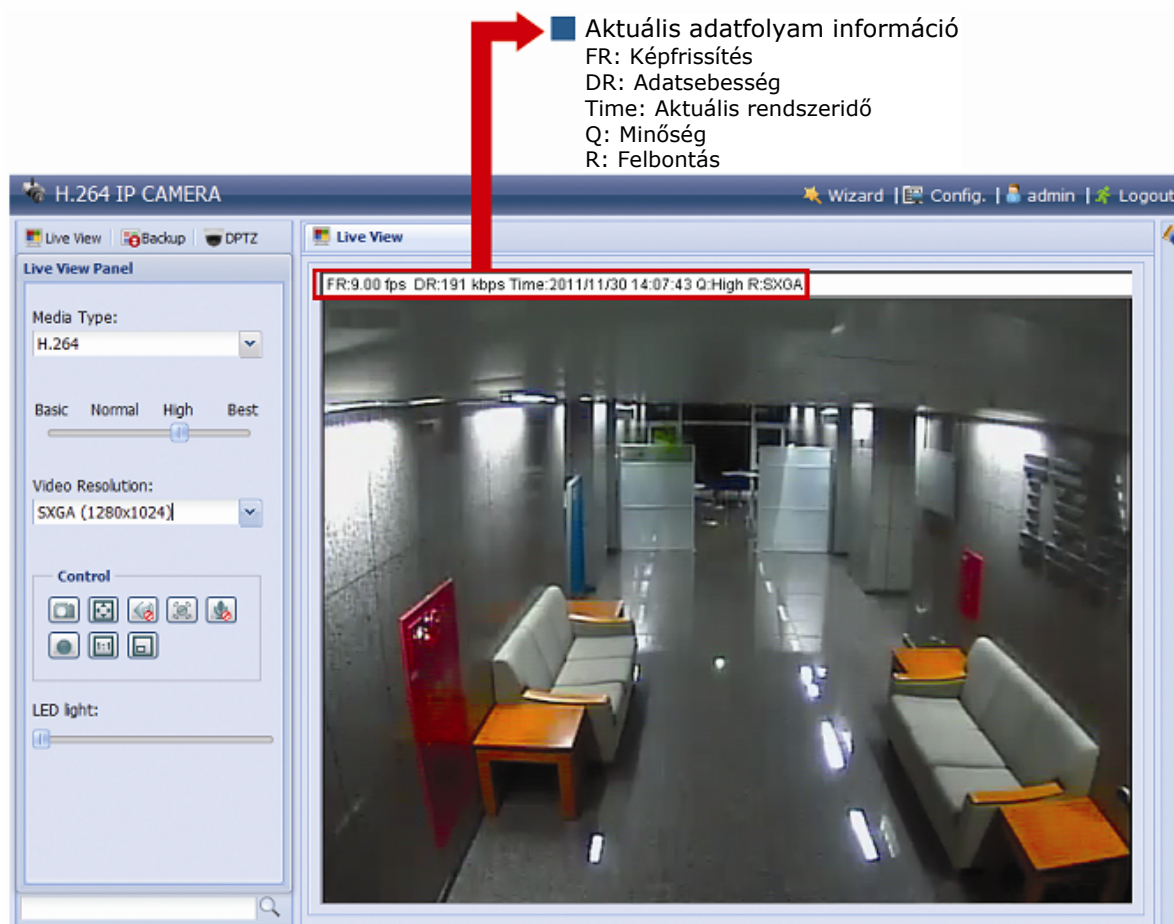 Aktuális adatfolyam információ
FR: Képfrissítés
DR: Adatsebesség
Time: Aktuális rendszeridő
Q: Minőség
R: Felbontás
H.264 IP CAMERA
Wizard | Config. | admin | Logout
Live View Backup DPTZ
Live View
Live View Panel
FR:9.00 fps DR:191 kbps Time:2011/11/30 14:07:43 Q:High R:SXGA
Media Type:
H.264
Basic Normal High Best
Video Resolution:
SXGA (1280x1024)
Control
1:1
LED light: